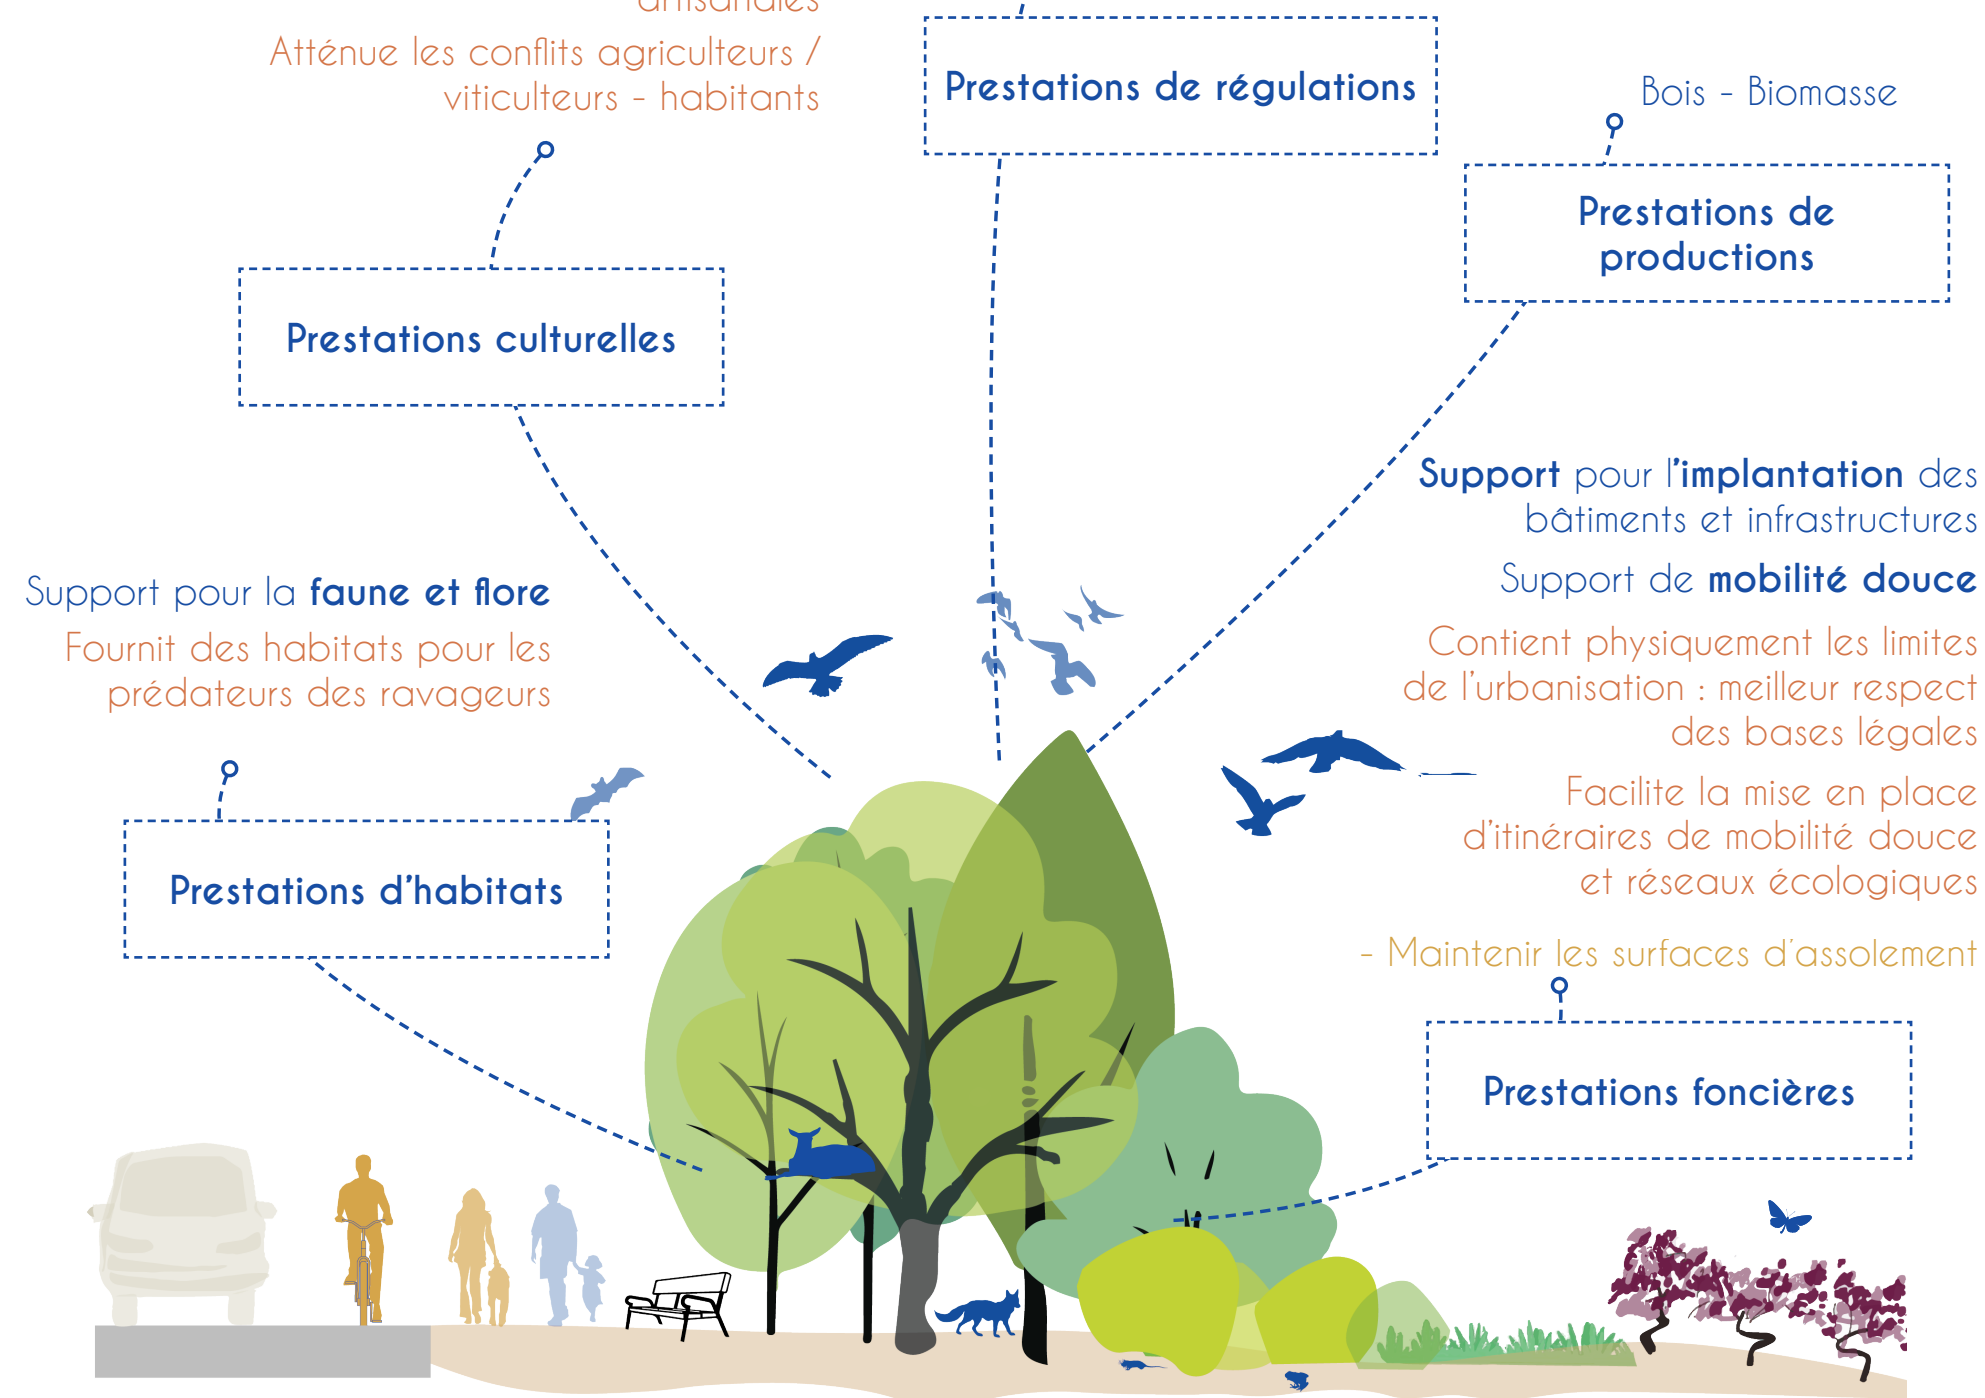 Atténue les conflits agriculteurs /
viticulteurs - habitants
Prestations de régulations
Bois - Biomasse
Prestations de
productions
Prestations culturelles
Support pour l'implantation des
bâtiments et infrastructures
Support de mobilité douce
Contient physiquement les limites
de l'urbanisation : meilleur respect
des bases légales
Facilite la mise en place
d'itinéraires de mobilité douce
et réseaux écologiques
- Maintenir les surfaces d'assolement
Support pour la faune et flore
Fournit des habitats pour les
prédateurs des ravageurs
Prestations d'habitats
Prestations foncières